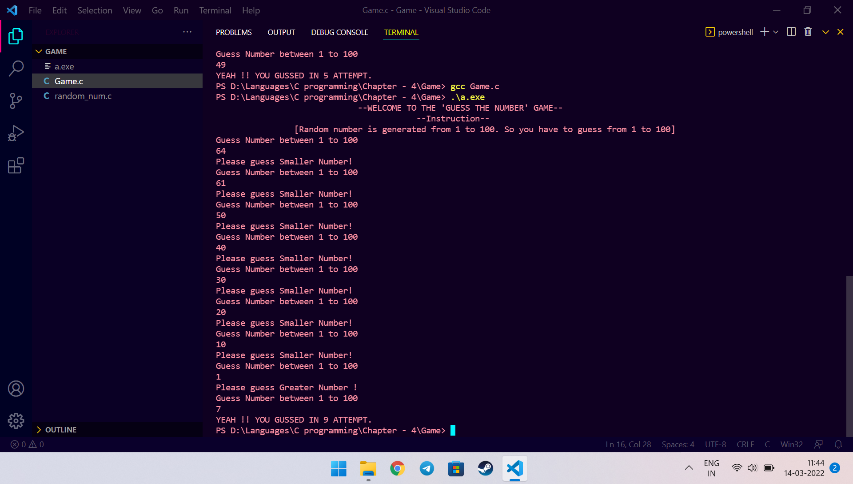 File Edit Selection View Go Run Terminal Help
Game.c - Game - Visual Studio Code
PROBLEMS OUTPUT DEBUG CONSOLE TERMINAL
powershell
GAME
a.exe
C Game.c
C random_num.c
Guess Number between 1 to 100
49
YEAH !! YOU GUSSED IN 5 ATTEMPT.
PS D:\Languages\C programming\Chapter - 4\Game> gcc Game.c
PS D:\Languages\C programming\Chapter - 4\Game> .\a.exe
--WELCOME TO THE 'GUESS THE NUMBER' GAME--
--Instruction--
[Random number is generated from 1 to 100. So you have to guess from 1 to 100]
Guess Number between 1 to 100
64
Please guess Smaller Number!
Guess Number between 1 to 100
61
Please guess Smaller Number!
Guess Number between 1 to 100
50
Please guess Smaller Number!
Guess Number between 1 to 100
40
Please guess Smaller Number!
Guess Number between 1 to 100
30
Please guess Smaller Number!
Guess Number between 1 to 100
20
Please guess Smaller Number!
Guess Number between 1 to 100
10
Please guess Smaller Number!
Guess Number between 1 to 100
1
Please guess Greater Number !
Guess Number between 1 to 100
7
YEAH !! YOU GUSSED IN 9 ATTEMPT.
PS D:\Languages\C programming\Chapter - 4\Game>
OUTLINE
0 0
Ln 16, Col 28 Spaces: 4 UTF-8 CRLF C Win32
ENG
IN
11:44
14-03-2022
2